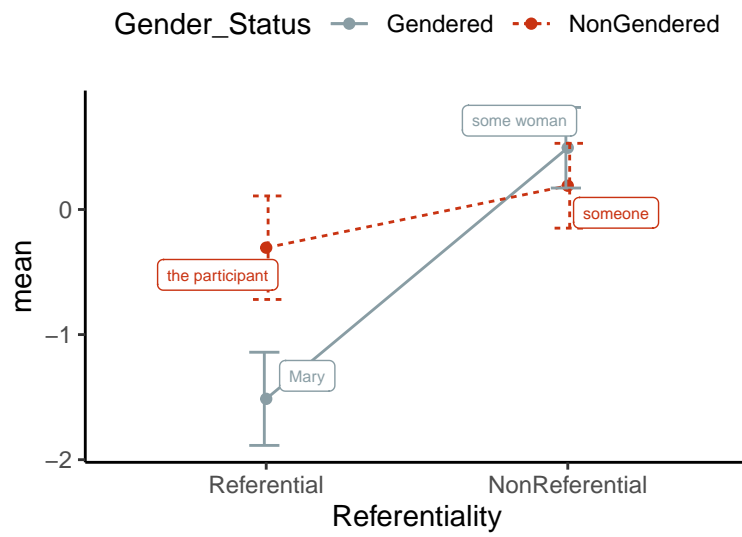 Gender_Status Gendered NonGendered
some woman
someone
the participant
Mary
mean
0
−1
−2
Referential NonReferential
Referentiality